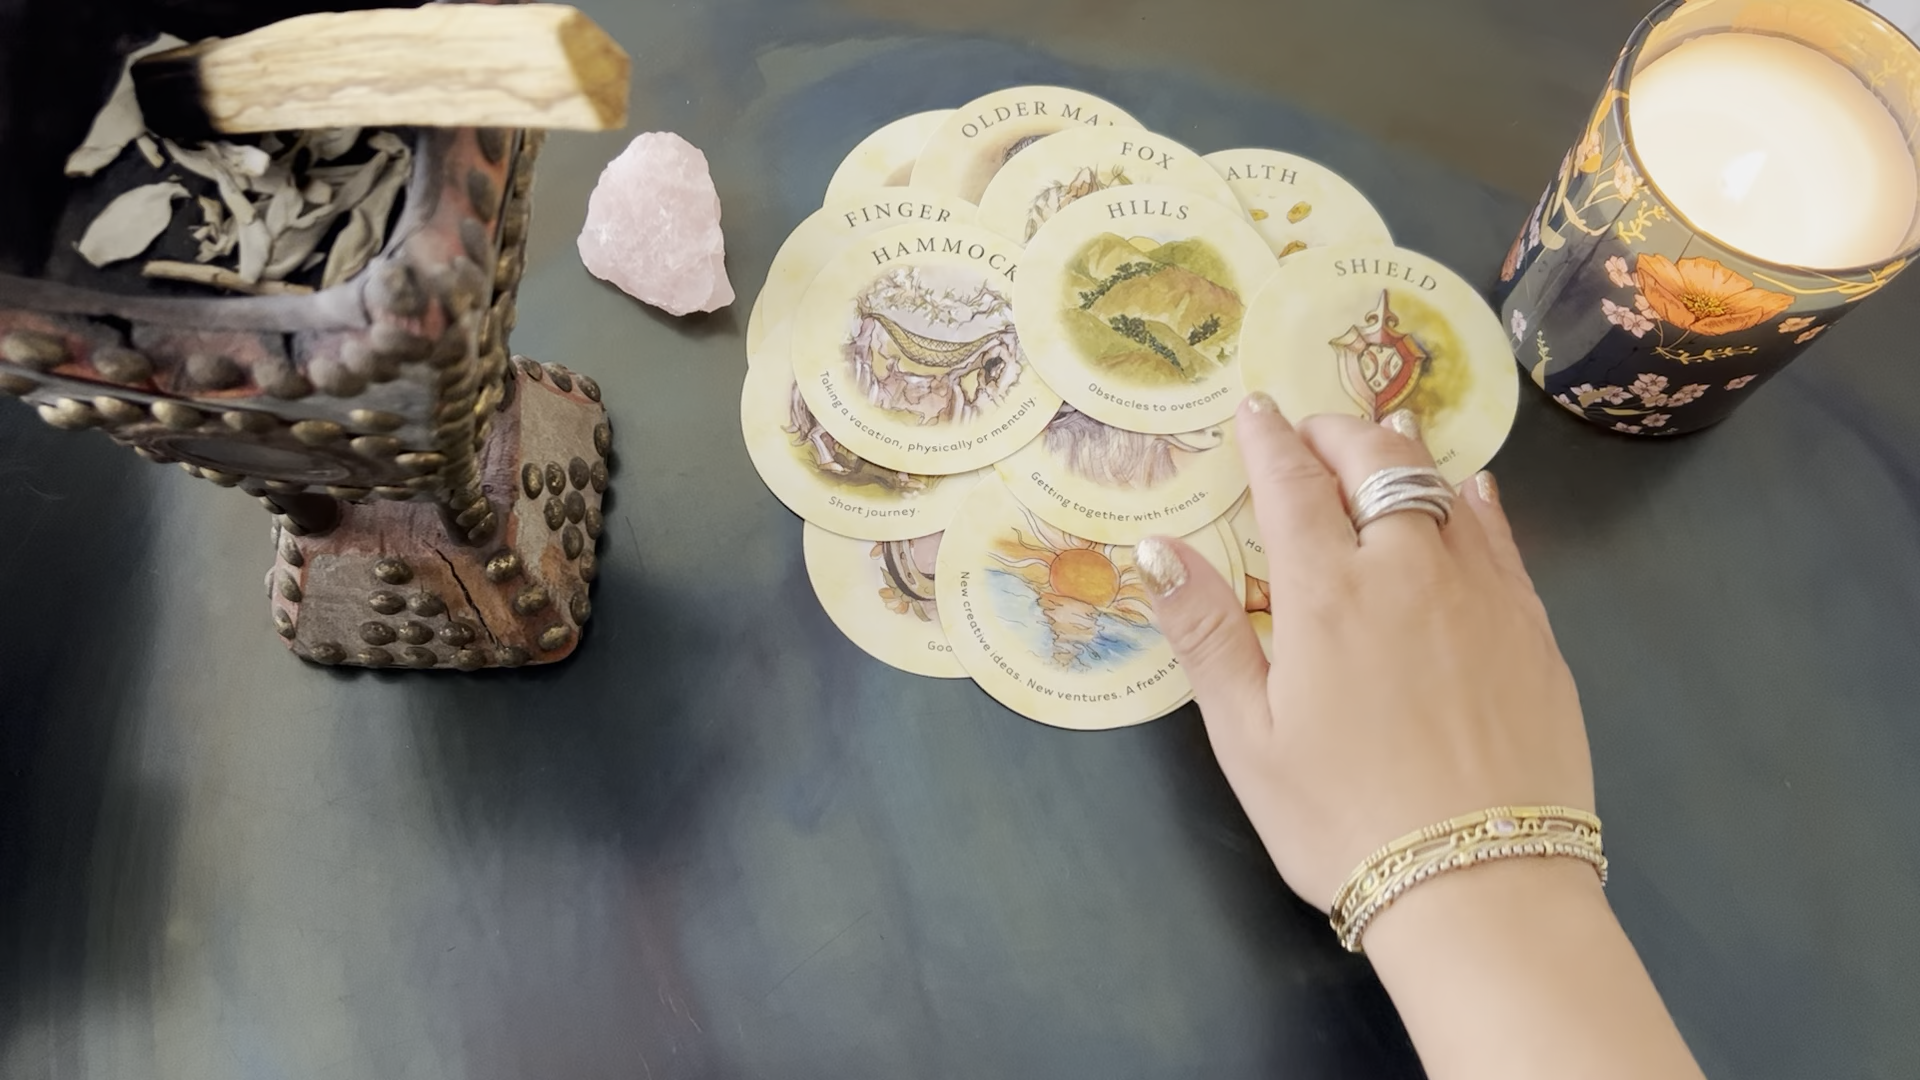 OLDER MA
FOX
ALTH
FINGER
HILLS
HAMMOCK
SHIELD
Obstacles to overcome.
Taking a vacation, physically or mentally.
self.
Getting together with friends.
Short journey.
Ha
Goo
New creative ideas. New ventures. A fresh st